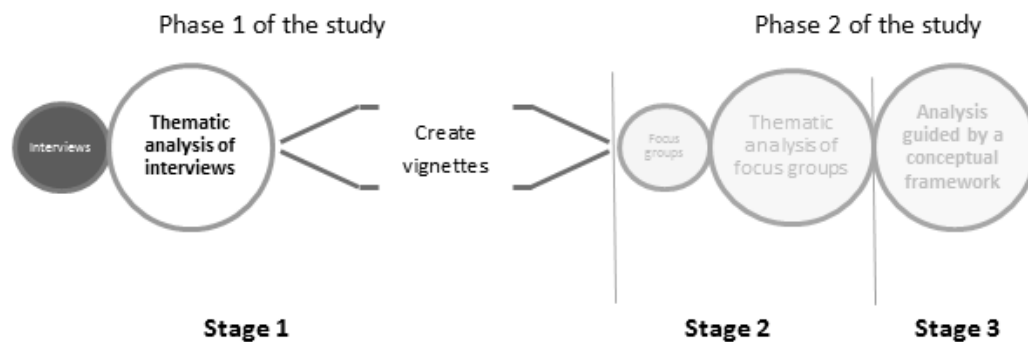 Phase 1 of the study
Phase 2 of the study
Interviews
Thematic
analysis of
interviews
Create
vignettes
Focus
groups
Thematic
analysis of
focus groups
Analysis
guided by a
conceptual
framework
Stage 1
Stage 2
Stage 3